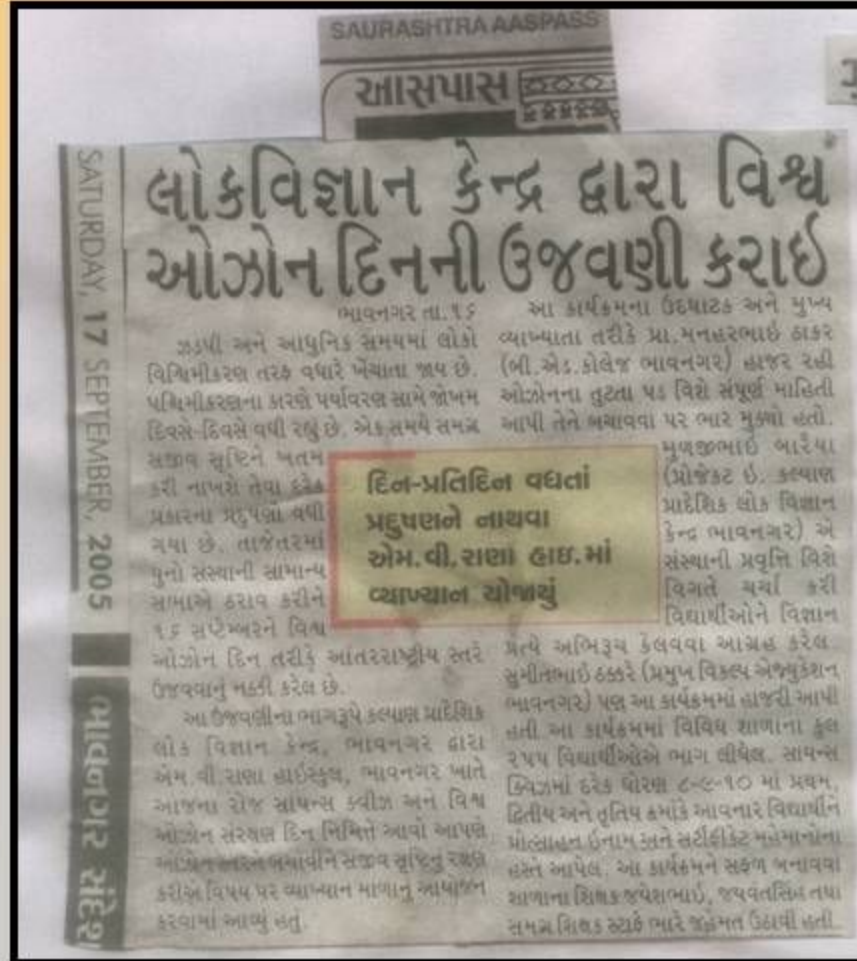 SAURASHTRA AASPASS
આસપાસ
SATURDAY, 17 SEPTEMBER, 2005
ભાવનગર સંદેશ
લોકવિજ્ઞાન કેન્દ્ર દ્વારા વિશ્વ
ઓઝોન દિનની ઉજવણી કરાઈ
ભાવનગર તા.૧૬
ઝડપી અને આધુનિક સમયમાં લોકો
વિશ્વિમીકરણ તરફ વધારે ખેંચાતા જાય છે.
પશ્ચિમીકરણના કારણે પર્યાવરણ સામે જોખમ
દિવસે-દિવસે વધી રહ્યું છે. એક સમયે સમગ્ર
સજીવ સૃષ્ટિને ખતમ
કરી નાખશે તેવા દરેક
પ્રકારના પ્રદુષણો વધી
ગયા છે. તાજેતરમાં
યુનો સંસ્થાની સામાન્ય
સભાએ ઠરાવ કરીને
૧૬ સપ્ટેમ્બરને વિશ્વ
ઓઝોન દિન તરીકે આંતરરાષ્ટ્રીય સ્તરે
ઉજવવાનું નક્કી કરેલ છે.
આ ઉજવણીના ભાગરૂપે કલ્યાણ પ્રાદેશિક
લોક વિજ્ઞાન કેન્દ્ર, ભાવનગર દ્વારા
એમ.વી.રાણા હાઈસ્કુલ, ભાવનગર ખાતે
આજના રોજ સાયન્સ ક્વીઝ અને વિશ્વ
ઓઝોન સંરક્ષણ દિન નિમિત્તે આવો આપણે
ઓઝોન સ્તરને બચાવીને સજીવ સૃષ્ટિનુ રક્ષણ
કરીએ વિષય પર વ્યાખ્યાન માળાનું આયોજન
કરવામાં આવ્યું હતું.
દિન-પ્રતિદિન વધતાં
પ્રદુષણને નાથવા
એમ.વી.રાણા હાઇ.માં
વ્યાખ્યાન યોજાયું
આ કાર્યક્રમના ઉદઘાટક અને મુખ્ય
વ્યાખ્યાતા તરીકે પ્રા.મનહરભાઈ ઠાકર
(બી.એડ.કોલેજ ભાવનગર) હાજર રહી
ઓઝોનના તુટતા પડ વિશે સંપૂર્ણ માહિતી
આપી તેને બચાવવા પર ભાર મુક્યો હતો.
મુળજીભાઈ બારૈયા
(પ્રોજેકટ ઇ. કલ્યાણ
પ્રાદેશિક લોક વિજ્ઞાન
કેન્દ્ર ભાવનગર) એ
સંસ્થાની પ્રવૃત્તિ વિશે
વિગતે ચર્ચા કરી
વિદ્યાર્થીઓને વિજ્ઞાન
પ્રત્યે અભિરૂચ કેલવવા આગ્રહ કરેલ
સુમીતભાઈ ઠક્કરે (પ્રમુખ વિકલ્પ એજ્યુકેશન
ભાવનગર) પણ આ કાર્યક્રમમાં હાજરી આપી
હતી. આ કાર્યક્રમમાં વિવિધ શાળાના કુલ
૨૫૫ વિદ્યાર્થીઓએ ભાગ લીધેલ. સાયન્સ
ક્વિઝમાં દરેક ધોરણ ૮-૯-૧૦ માં પ્રથમ,
દ્વિતીય અને તૃતિય ક્રમાંકે આવનાર વિદ્યાર્થીને
પ્રોત્સાહન ઇનામ અને સર્ટીફીકેટ મહેમાનોના
હસ્તે આપેલ. આ કાર્યક્રમને સફળ બનાવવા
શાળાના શિક્ષક જયેશભાઈ, જયવંતસિંહ તથા
સમગ્ર શિક્ષક સ્ટાફે ભારે જહેમત ઉઠાવી હતી.